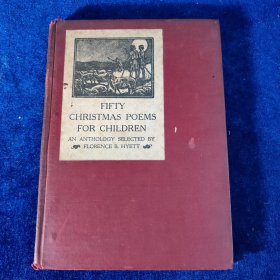 FIFTY
CHRISTMAS POEMS
FOR CHILDREN
AN ANTHOLOGY SELECTED BY
FLORENCE B. HYETT